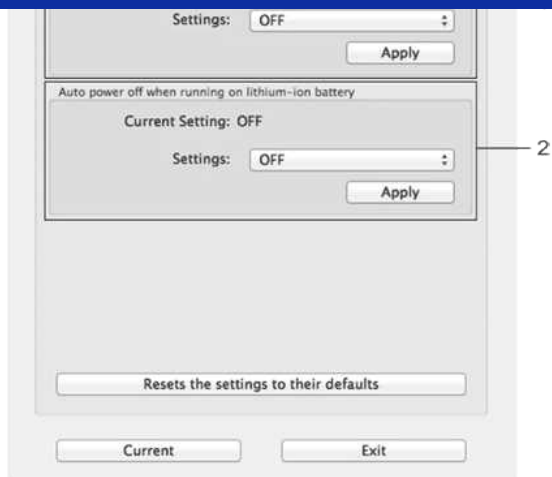 Settings: OFF
Apply
Auto power off when running on lithium-ion battery
Current Setting: OFF
Settings: OFF
Apply
2
Resets the settings to their defaults
Current Exit